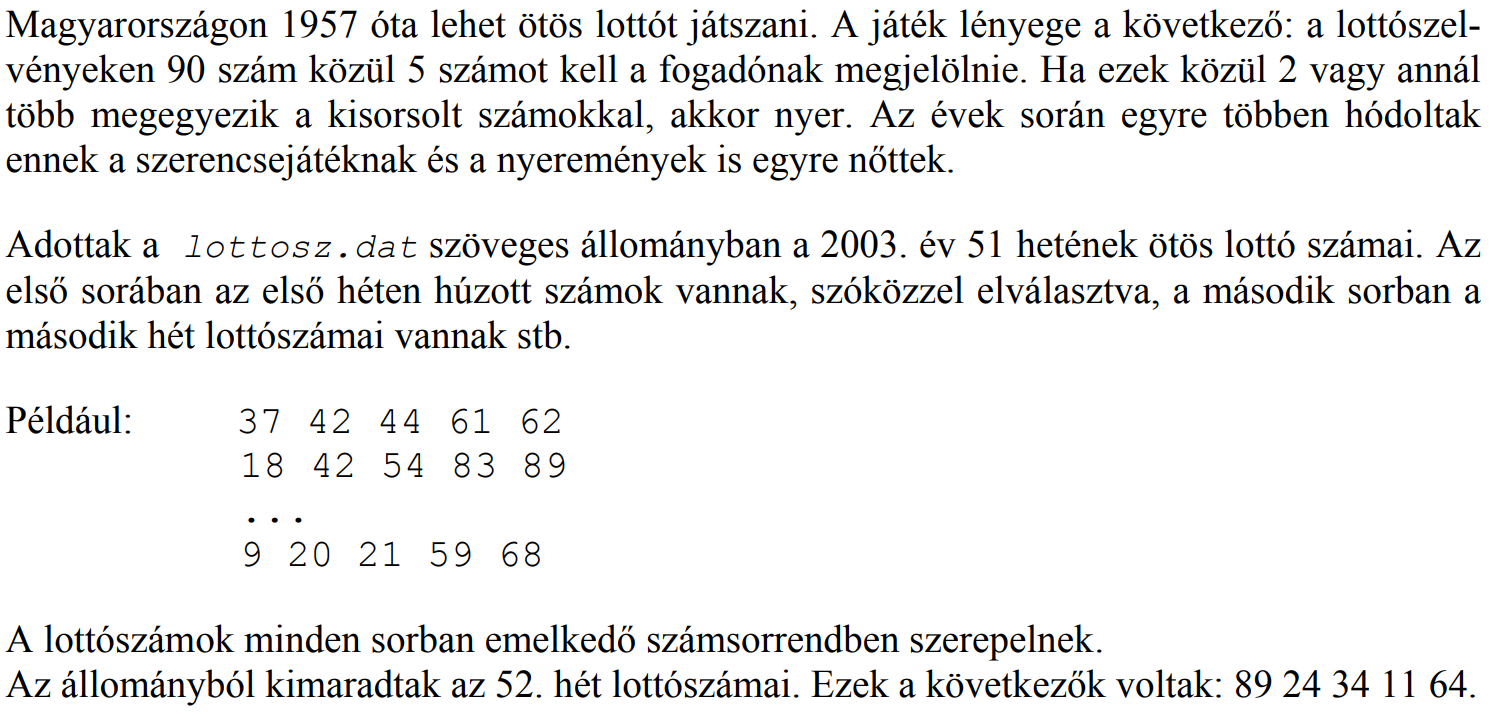 Magyarországon 1957 óta lehet ötös lottót játszani. A játék lényege a következő: a lottószel-
vényeken 90 szám közül 5 számot kell a fogadónak megjelölnie. Ha ezek közül 2 vagy annál
több megegyezik a kisorsolt számokkal, akkor nyer. Az évek során egyre többen hódoltak
ennek a szerencsejátéknak és a nyeremények is egyre nőttek.
Adottak a lottosz.dat szöveges állományban a 2003. év 51 hetének ötös lottó számai. Az
első sorában az első héten húzott számok vannak, szóközzel elválasztva, a második sorban a
második hét lottószámai vannak stb.
Például: 37 42 44 61 62
18 42 54 83 89
...
9 20 21 59 68
A lottószámok minden sorban emelkedő számsorrendben szerepelnek.
Az állományból kimaradtak az 52. hét lottószámai. Ezek a következők voltak: 89 24 34 11 64.